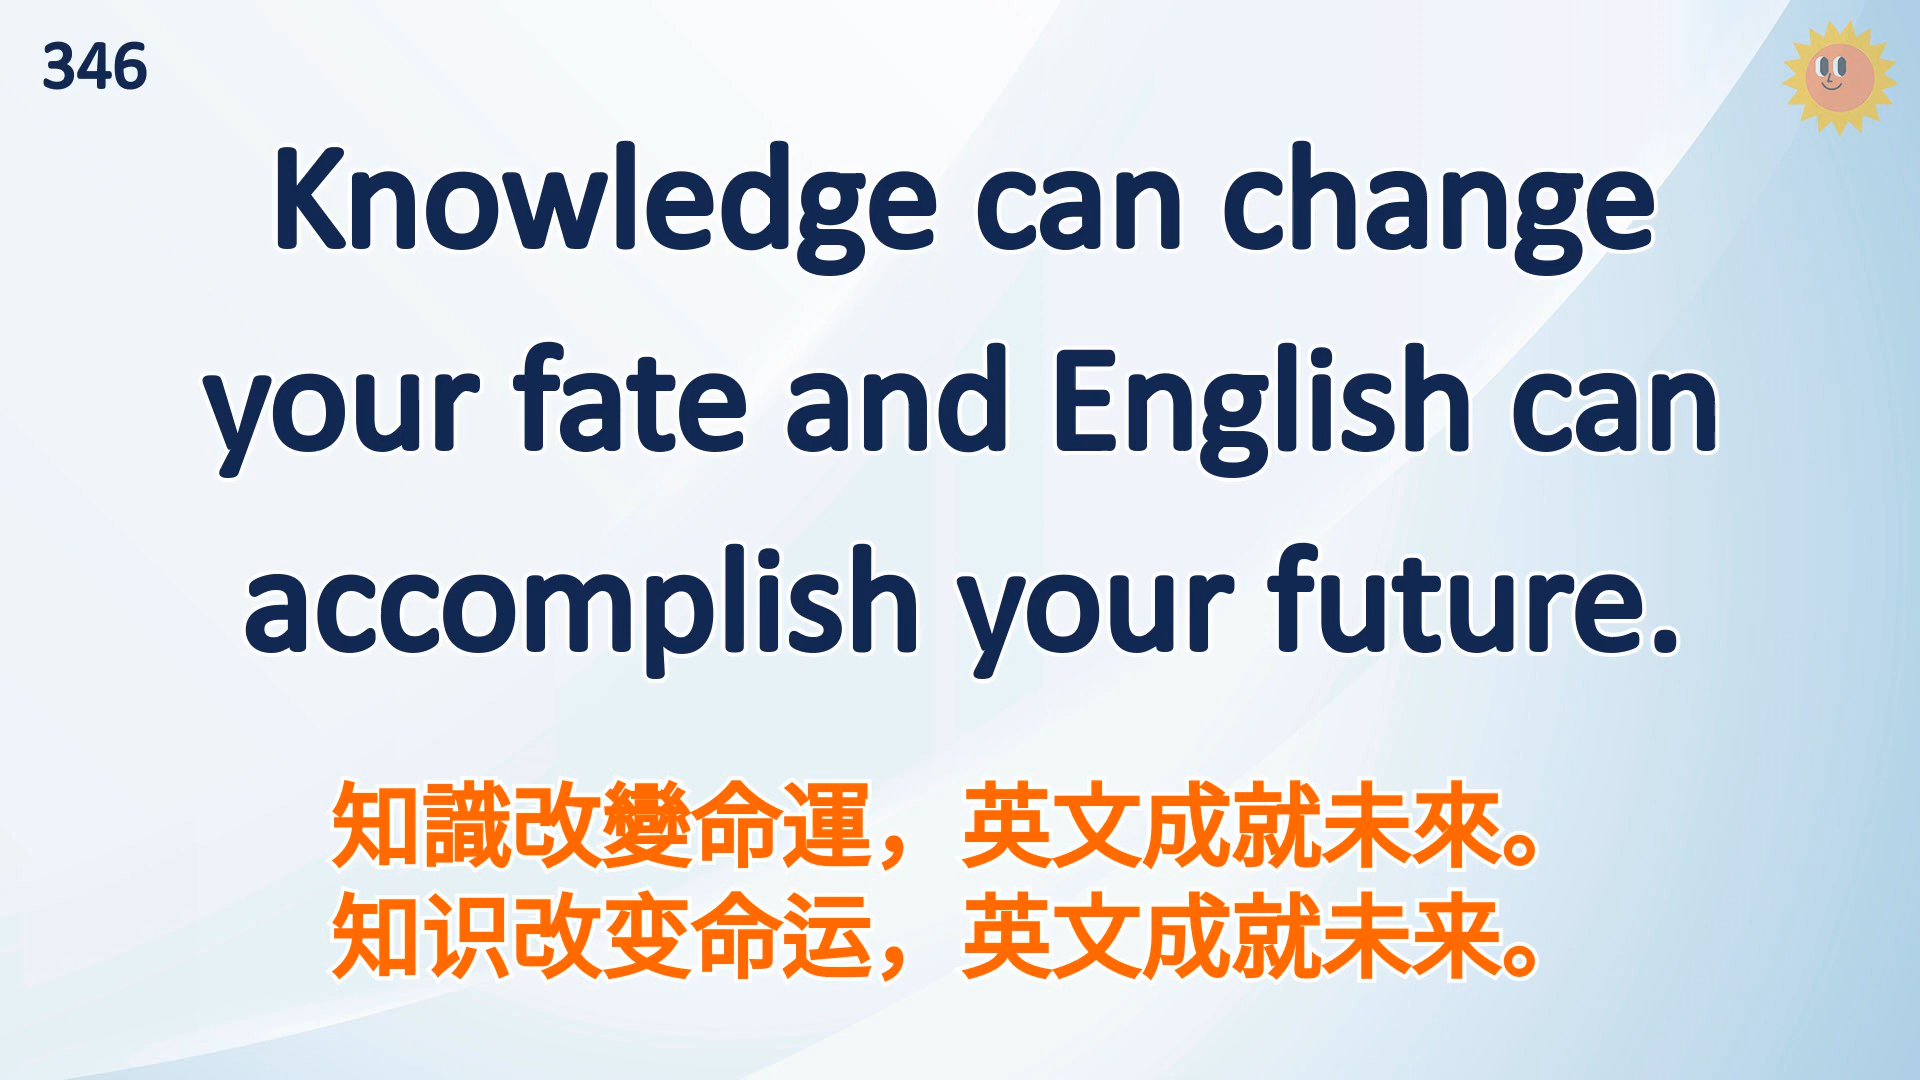 346
Knowledge can change
your fate and English can
accomplish your future.
知識改變命運，英文成就未來。
知识改变命运，英文成就未来。